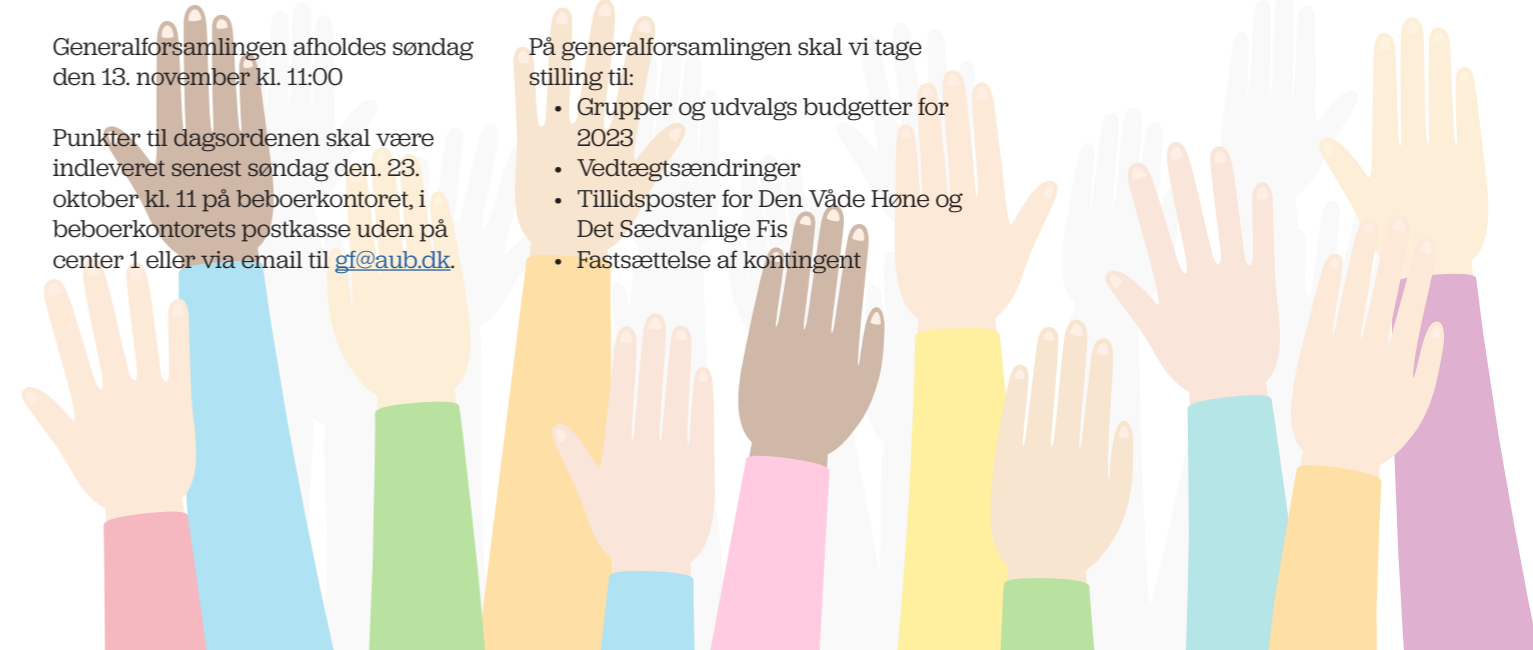 Generalforsamlingen afholdes søndag
den 13. november kl. 11:00
Punkter til dagsordenen skal være
indleveret senest søndag den. 23.
oktober kl. 11 på beboerkontoret, i
beboerkontorets postkasse uden på
center 1 eller via email til gf@aub.dk.
På generalforsamlingen skal vi tage
stilling til:
• Grupper og udvalgs budgetter for
2023
• Vedtægtsændringer
• Tillidsposter for Den Våde Høne og
Det Sædvanlige Fis
• Fastsættelse af kontingent